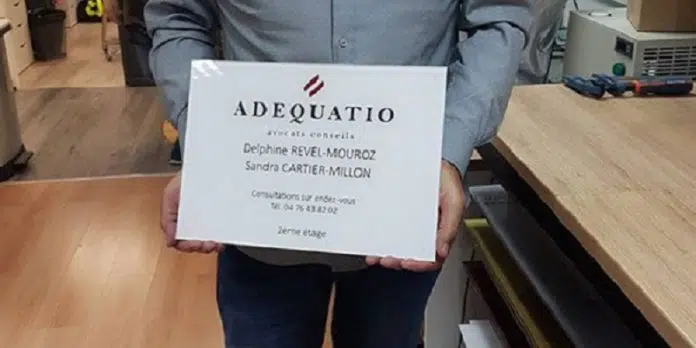 ADEQUATIO
avocats conseils
Delphine REVEL-MOUROZ
Sandra CARTIER-MILLON
Consultations sur rendez-vous
Tél. 04 76 43 82 02
2ème étage